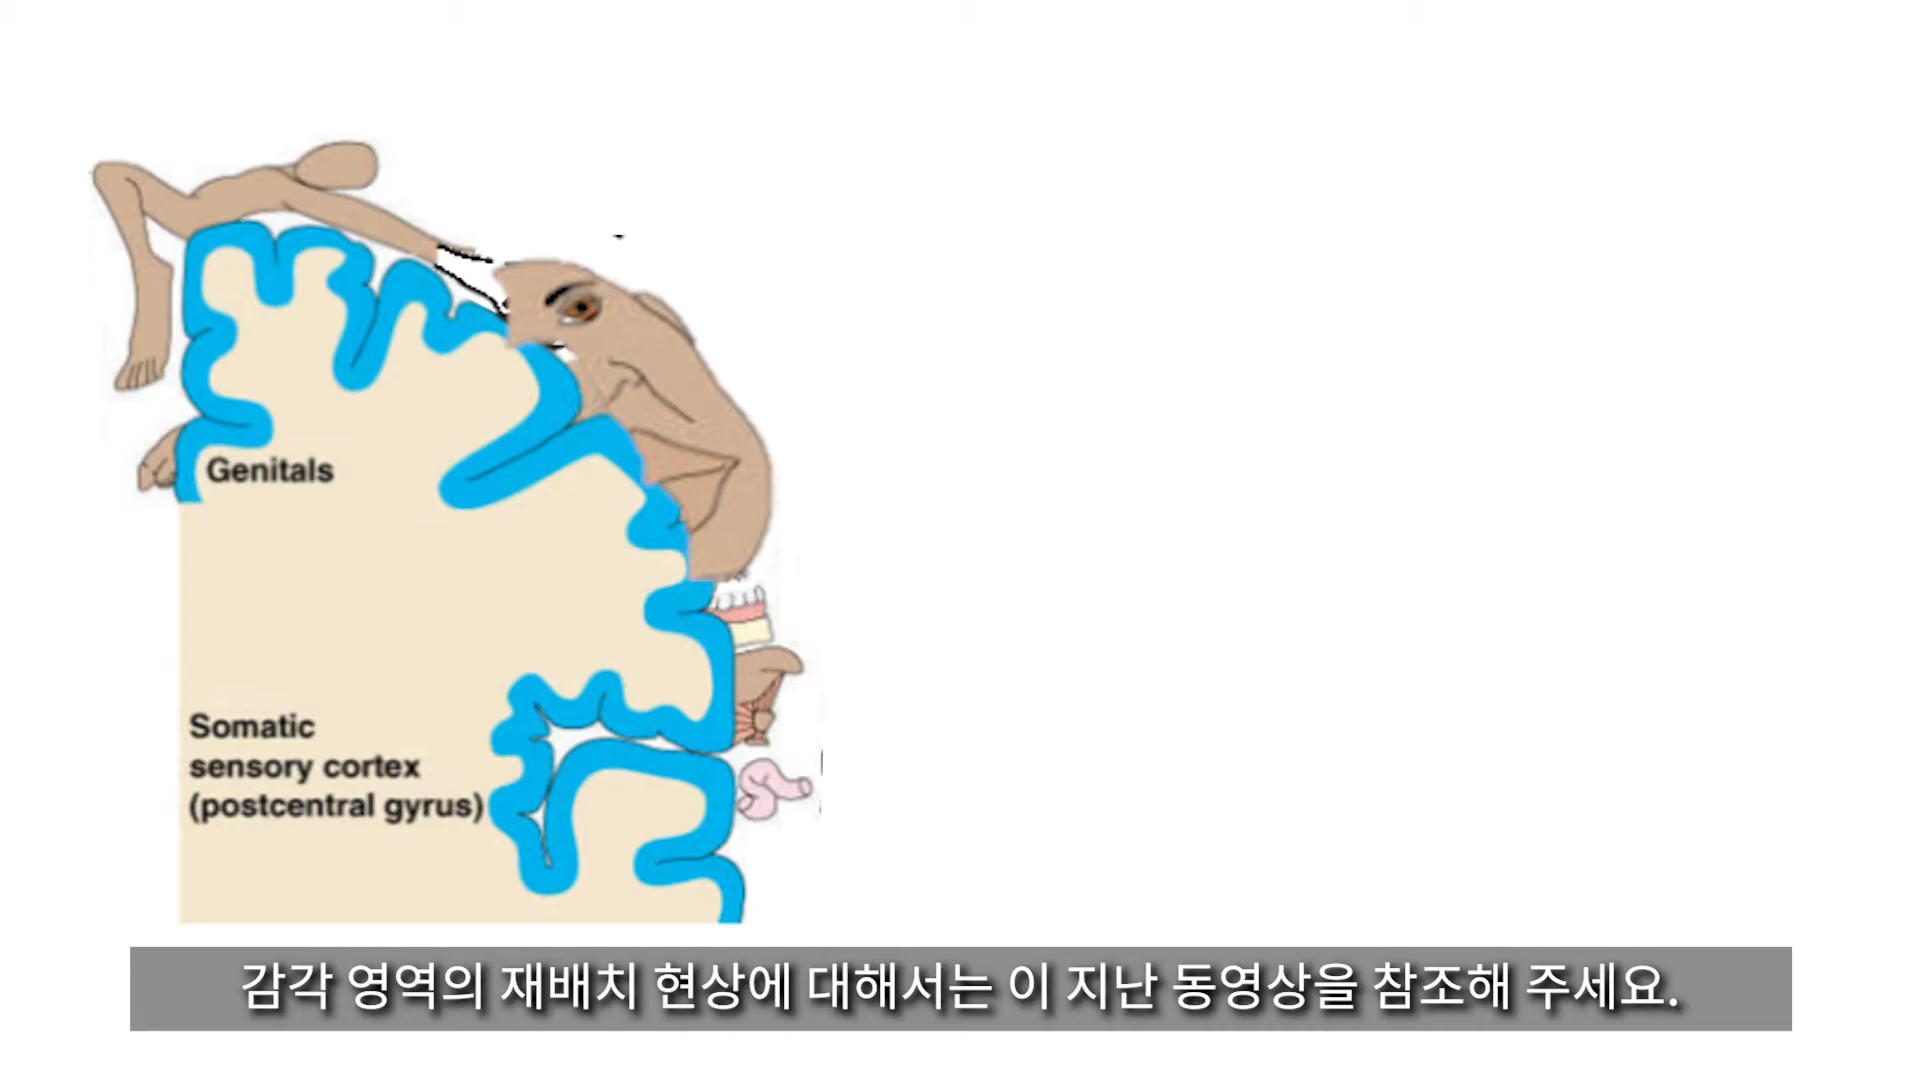 Genitals
Somatic
sensory cortex
(postcentral gyrus)
감각 영역의 재배치 현상에 대해서는 이 지난 동영상을 참조해 주세요.